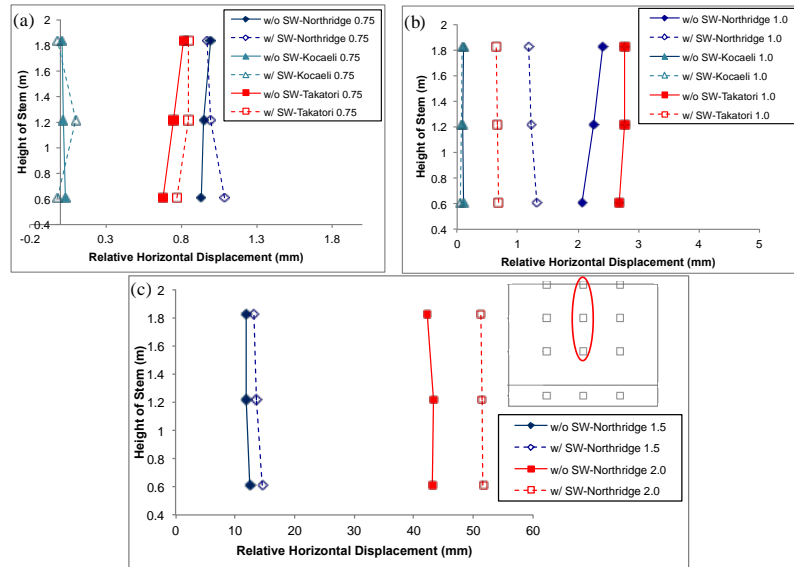 (a)
2
1.8
1.6
1.4
1.2
1
0.8
0.6
0.4
Height of Stem (m)
-0.2 0.3 0.8 1.3 1.8
Relative Horizontal Displacement (mm)
w/o SW-Northridge 0.75
w/ SW-Northridge 0.75
w/o SW-Kocaeli 0.75
w/ SW-Kocaeli 0.75
w/o SW-Takatori 0.75
w/ SW-Takatori 0.75
(b)
2
1.8
1.6
1.4
1.2
1
0.8
0.6
0.4
Height of Stem (m)
0 1 2 3 4 5
Relative Horizontal Displacement (mm)
w/o SW-Northridge 1.0
w/ SW-Northridge 1.0
w/o SW-Kocaeli 1.0
w/ SW-Kocaeli 1.0
w/o SW-Takatori 1.0
w/ SW-Takatori 1.0
(c)
2
1.8
1.6
1.4
1.2
1
0.8
0.6
0.4
Height of Stem (m)
0 10 20 30 40 50 60
Relative Horizontal Displacement (mm)
w/o SW-Northridge 1.5
w/ SW-Northridge 1.5
w/o SW-Northridge 2.0
w/ SW-Northridge 2.0